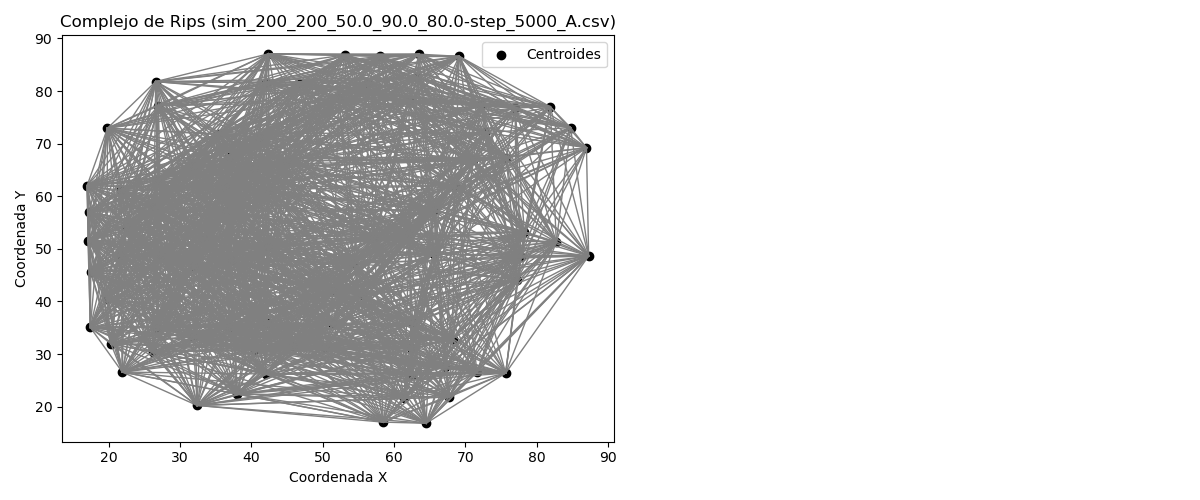 Complejo de Rips (sim_200_200_50.0_90.0_80.0-step_5000_A.csv)
Centroides
90
80
70
60
50
40
30
20
Coordenada Y
20 30 40 50 60 70 80 90
Coordenada X